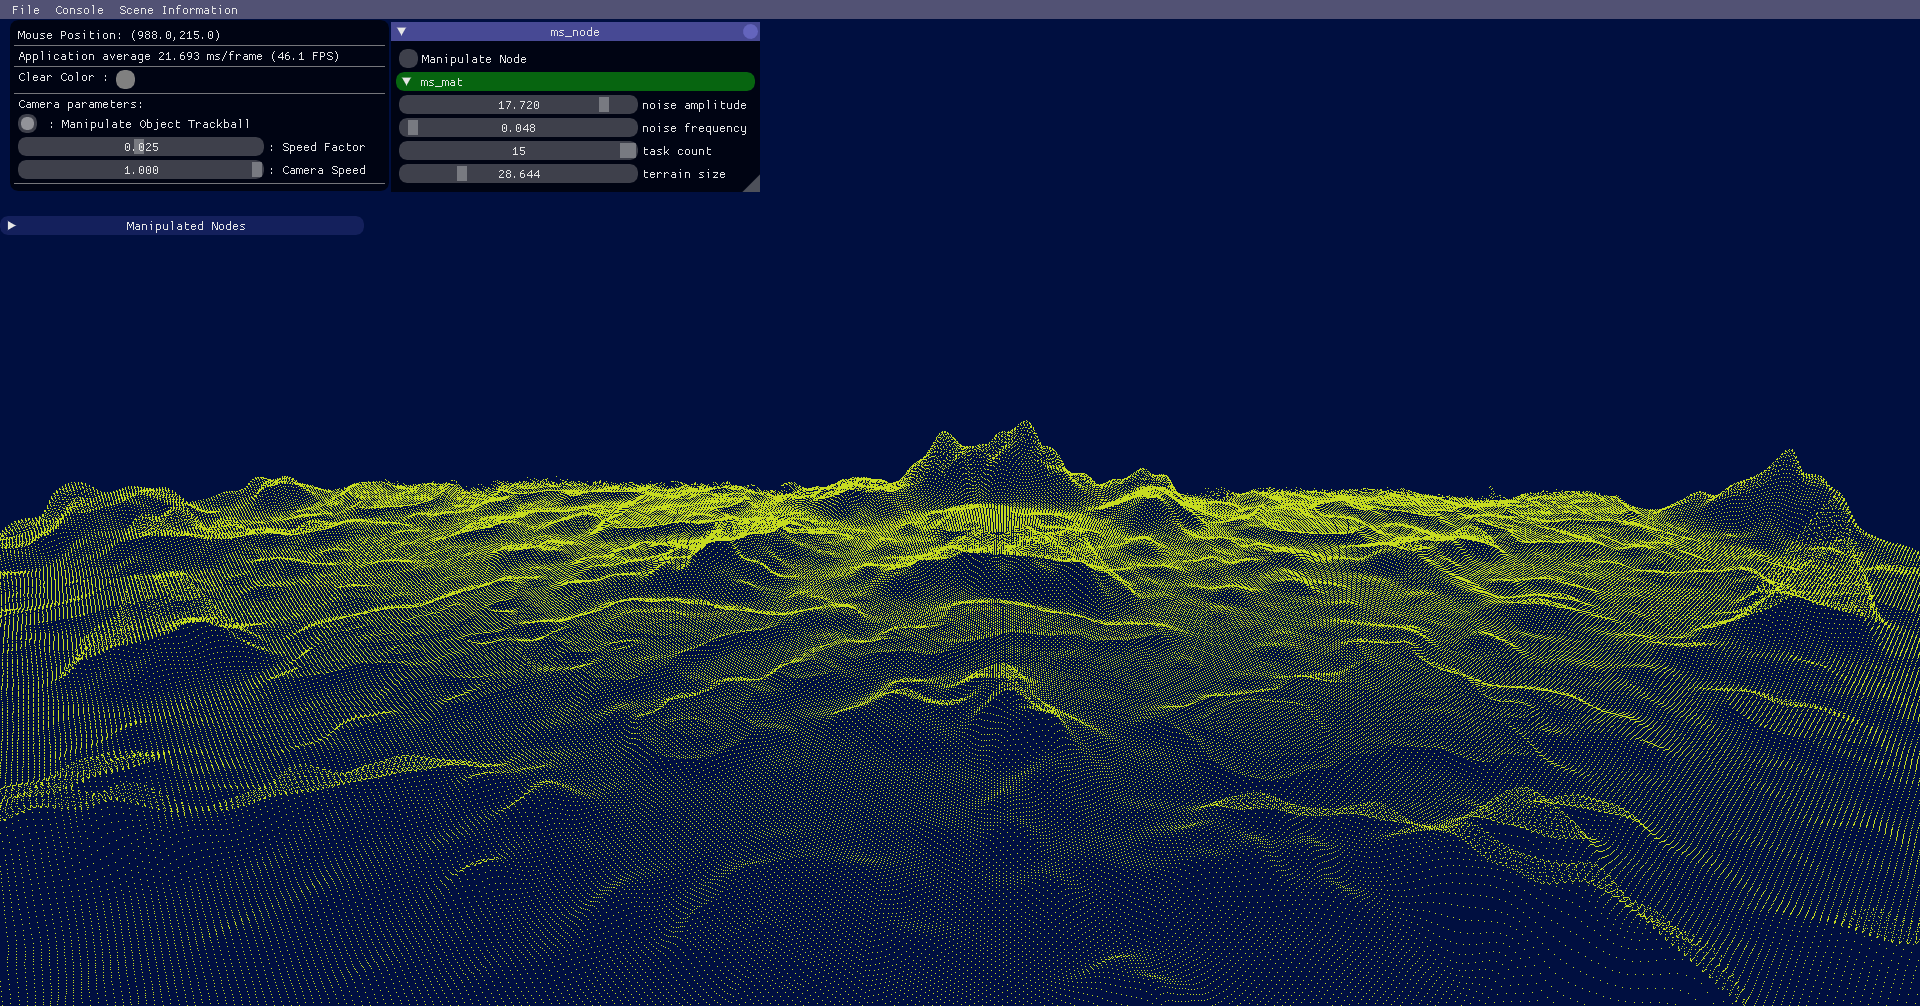 File Console Scene Information
Mouse Position: (988.0,215.0)
Application average 21.693 ms/frame (46.1 FPS)
Clear Color :
Camera parameters:
: Manipulate Object Trackball
0.025 : Speed Factor
1.000 : Camera Speed
ms_node
Manipulate Node
ms_mat
17.720 noise amplitude
0.048 noise frequency
15 task count
28.644 terrain size
Manipulated Nodes